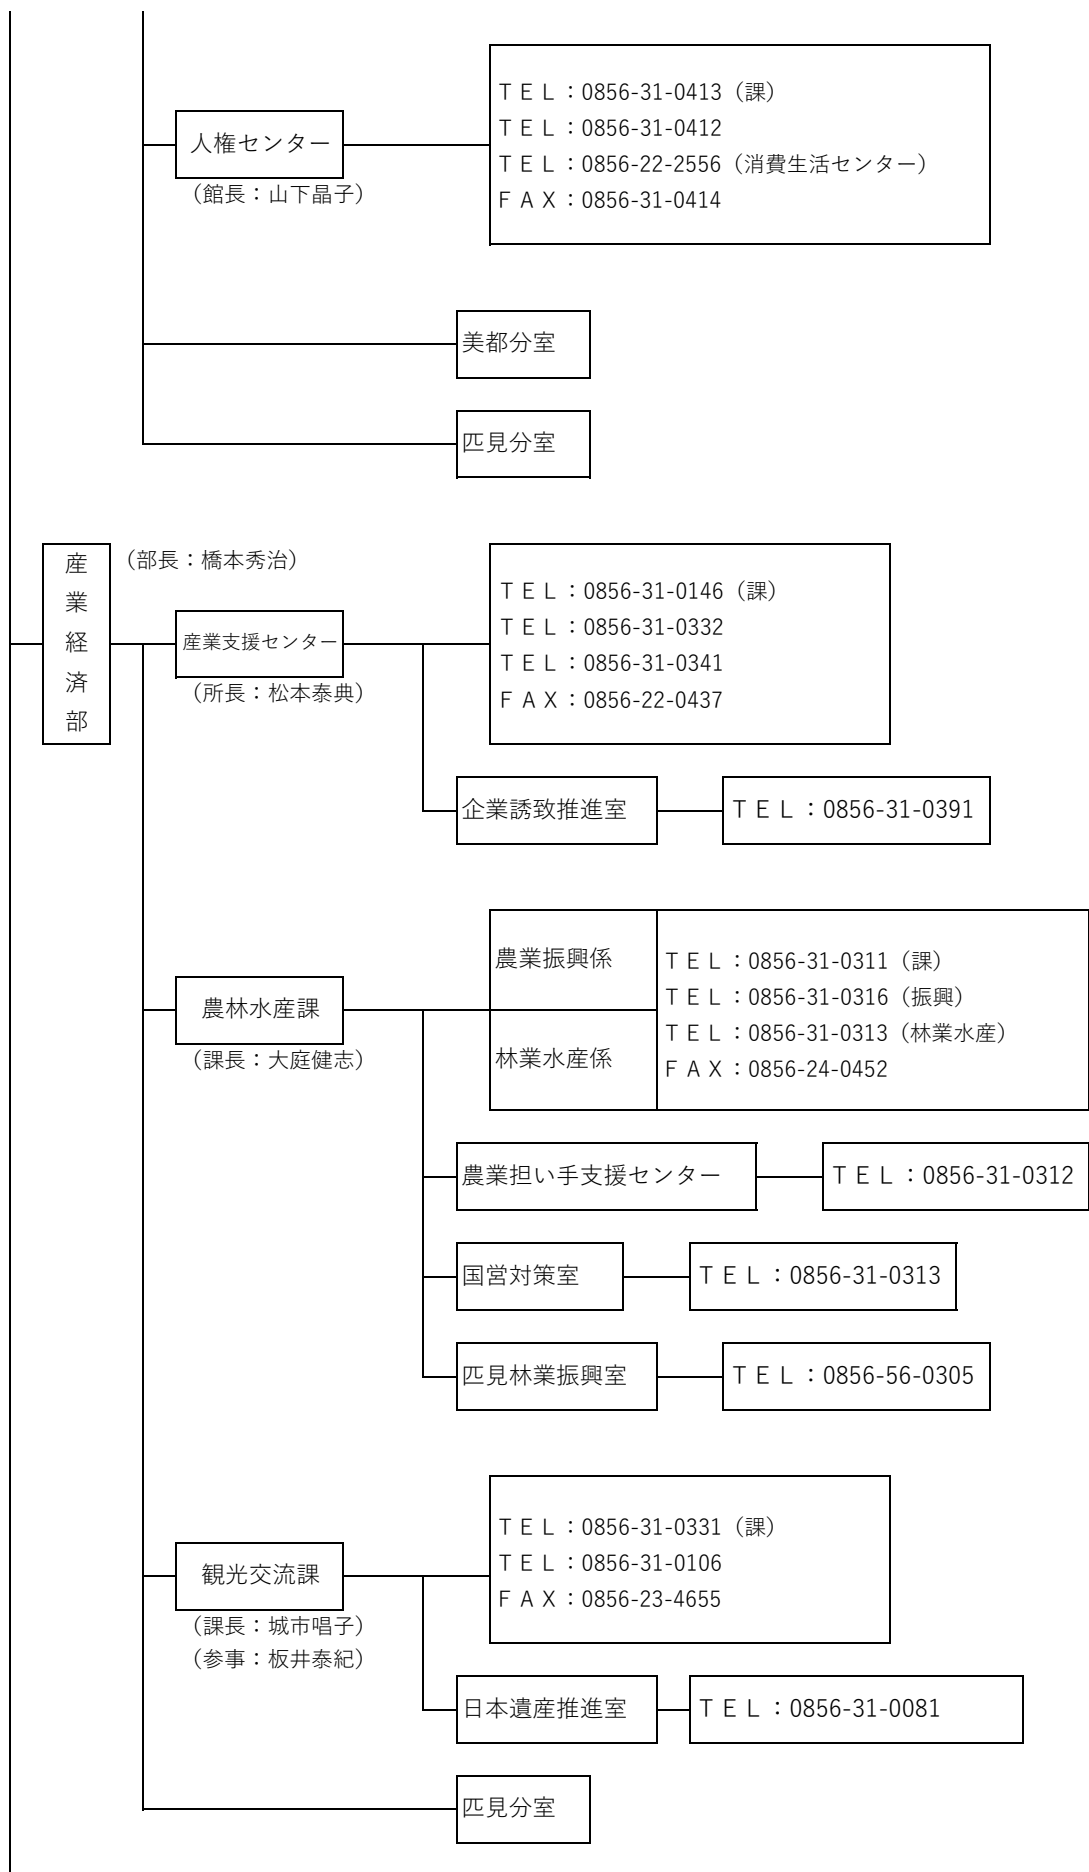 ＴＥＬ：0856-31-0413（課）
人権センター
ＴＥＬ：0856-31-0412
ＴＥＬ：0856-22-2556（消費生活センター）
（館長：山下晶子）
ＦＡＸ：0856-31-0414
美都分室
匹見分室
産業経済部
（部長：橋本秀治）
産業支援センター
（所長：松本泰典）
ＴＥＬ：0856-31-0146（課）
ＴＥＬ：0856-31-0332
ＴＥＬ：0856-31-0341
ＦＡＸ：0856-22-0437
企業誘致推進室
ＴＥＬ：0856-31-0391
農林水産課
（課長：大庭健志）
農業振興係
林業水産係
ＴＥＬ：0856-31-0311（課）
ＴＥＬ：0856-31-0316（振興）
ＴＥＬ：0856-31-0313（林業水産）
ＦＡＸ：0856-24-0452
農業担い手支援センター
ＴＥＬ：0856-31-0312
国営対策室
ＴＥＬ：0856-31-0313
匹見林業振興室
ＴＥＬ：0856-56-0305
観光交流課
（課長：城市唱子）
（参事：板井泰紀）
ＴＥＬ：0856-31-0331（課）
ＴＥＬ：0856-31-0106
ＦＡＸ：0856-23-4655
日本遺産推進室
ＴＥＬ：0856-31-0081
匹見分室